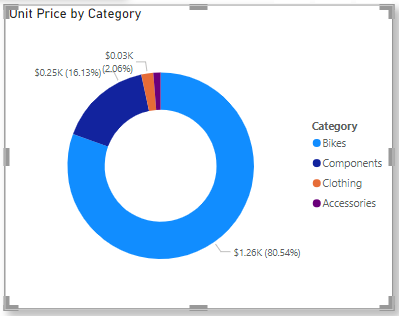 Unit Price by Category
$0.03K
(2.06%)
$0.25K (16.13%)
Category
Bikes
Components
Clothing
Accessories
$1.26K (80.54%)